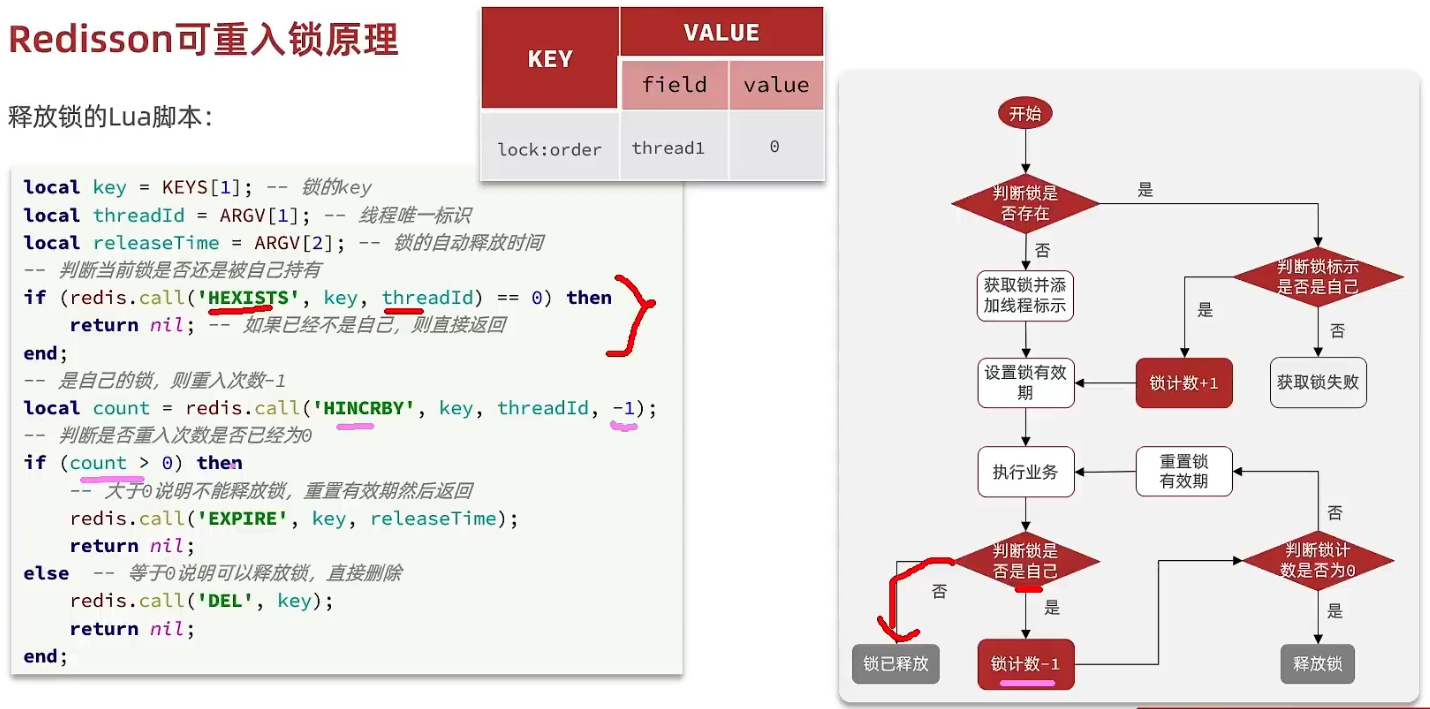 Redisson可重入锁原理
释放锁的Lua脚本：
KEY
VALUE
field
value
lock:order
thread1
0
local key = KEYS[1]; -- 锁的key
local threadId = ARGV[1]; -- 线程唯一标识
local releaseTime = ARGV[2]; -- 锁的自动释放时间
-- 判断当前锁是否还是被自己持有
if (redis.call('HEXISTS', key, threadId) == 0) then
return nil; -- 如果已经不是自己，则直接返回
end;
-- 是自己的锁，则重入次数-1
local count = redis.call('HINCRBY', key, threadId, -1);
-- 判断是否重入次数是否已经为0
if (count > 0) then
-- 大于0说明不能释放锁，重置有效期然后返回
redis.call('EXPIRE', key, releaseTime);
return nil;
else -- 等于0说明可以释放锁，直接删除
redis.call('DEL', key);
return nil;
end;
开始
判断锁是
否存在
是
否
获取锁并添
加线程标示
判断锁标示
是否是自己
是
否
设置锁有效
期
锁计数+1
获取锁失败
执行业务
重置锁
有效期
否
判断锁是
否是自己
判断锁计
数是否为0
否
是
是
锁已释放
锁计数-1
释放锁